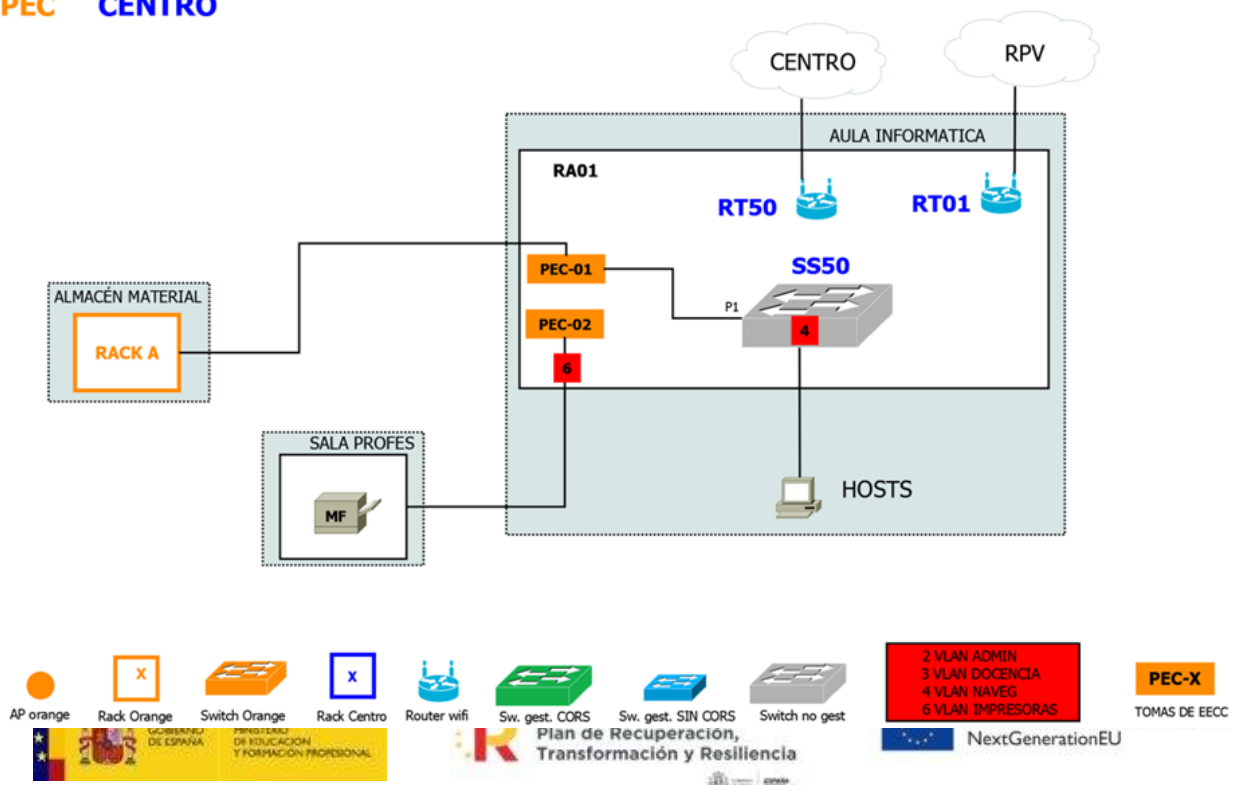 PEC CENTRO
CENTRO
RPV
AULA INFORMATICA
RA01
RT50
RT01
PEC-01
SS50
P1
4
PEC-02
6
ALMACÉN MATERIAL
RACK A
SALA PROFES
MF
HOSTS
X
X
2 VLAN ADMIN
3 VLAN DOCENCIA
4 VLAN NAVEG
6 VLAN IMPRESORAS
PEC-X
AP orange
Rack Orange
Switch Orange
Rack Centro
Router wifi
Sw. gest. CORS
Sw. gest. SIN CORS
Switch no gest
TOMAS DE EECC
GOBIERNO
DE ESPAÑA
MINISTERIO
DE EDUCACIÓN
Y FORMACIÓN PROFESIONAL
R
Plan de Recuperación,
Transformación y Resiliencia
NextGenerationEU